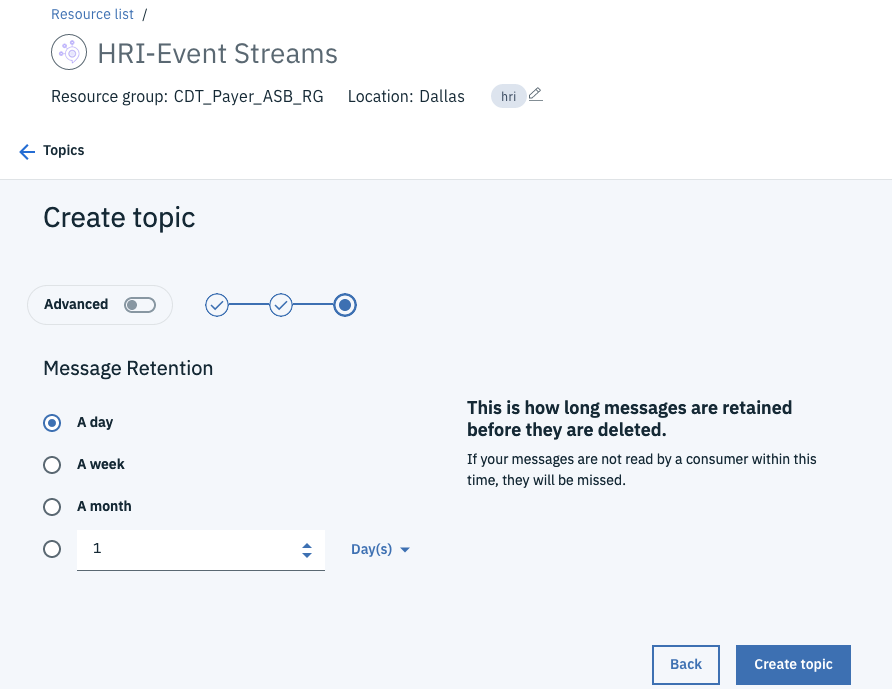 Resource list /
HRI-Event Streams
Resource group: CDT_Payer_ASB_RG Location: Dallas hri
Topics
Create topic
Advanced
Message Retention
A day
A week
A month
1 Day(s)
This is how long messages are retained
before they are deleted.
If your messages are not read by a consumer within this
time, they will be missed.
Back Create topic